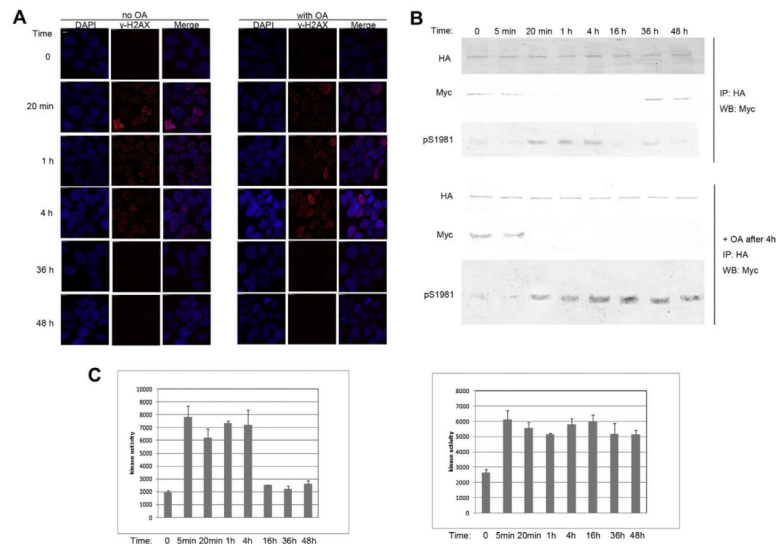 A
no OA
with OA
DAPI γ-H2AX Merge
DAPI γ-H2AX Merge
Time
0
20 min
1 h
4 h
36 h
48 h
B
Time: 0 5 min 20 min 1 h 4 h 16 h 36 h 48 h
HA
Myc
pS1981
IP: HA
WB: Myc
HA
Myc
pS1981
+ OA after 4h
IP: HA
WB: Myc
C
kinase activity
10000
9000
8000
7000
6000
5000
4000
3000
2000
1000
0
Time: 0 5min 20min 1h 4h 16h 36h 48h
kinase activity
8000
7000
6000
5000
4000
3000
2000
1000
0
Time: 0 5min 20min 1h 4h 16h 36h 48h